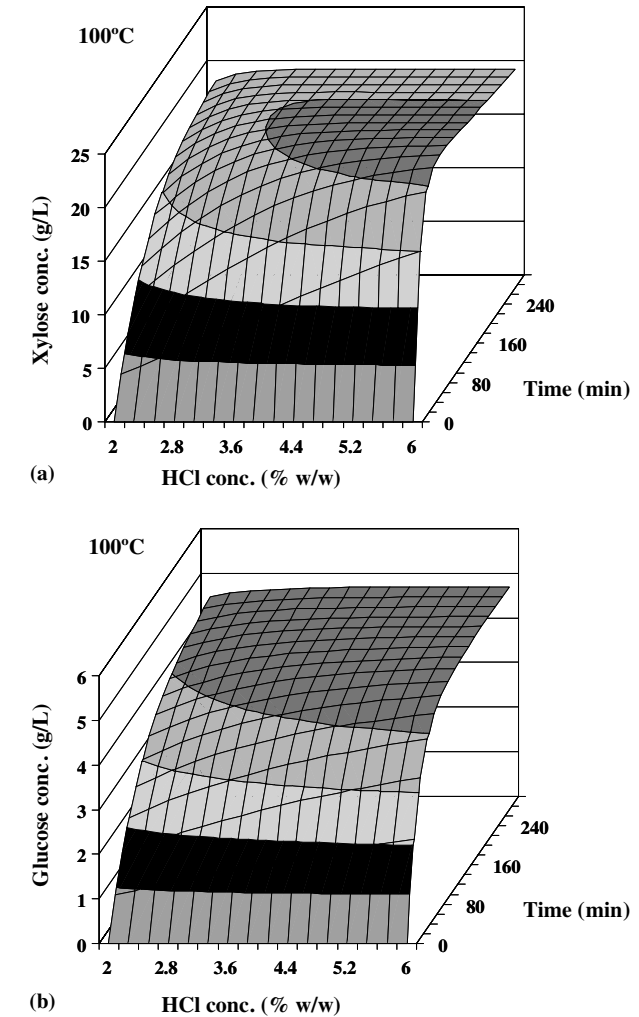 100ºC
25
20
15
10
5
0
Xylose conc. (g/L)
2 2.8 3.6 4.4 5.2 6
HCl conc. (% w/w)
0
80
160
240
Time (min)
(a)
100ºC
6
5
4
3
2
1
0
Glucose conc. (g/L)
2 2.8 3.6 4.4 5.2 6
HCl conc. (% w/w)
0
80
160
240
Time (min)
(b)